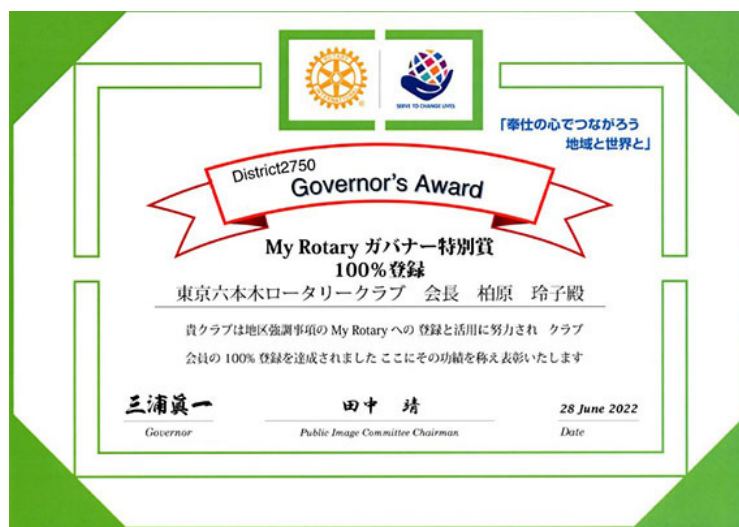 ROTARY
INTERNATIONAL
SERVE TO CHANGE LIVES
「奉仕の心でつながろう
地域と世界と」
District2750
Governor's Award
My Rotary ガバナー特別賞
100%登録
東京六本木ロータリークラブ 会長 柏原 玲子殿
貴クラブは地区強調事項の My Rotary への 登録と活用に努力され クラブ
会員の 100% 登録を達成されました ここにその功績を称え表彰いたします
三浦眞一
田中 靖
28 June 2022
Governor
Public Image Committee Chairman
Date